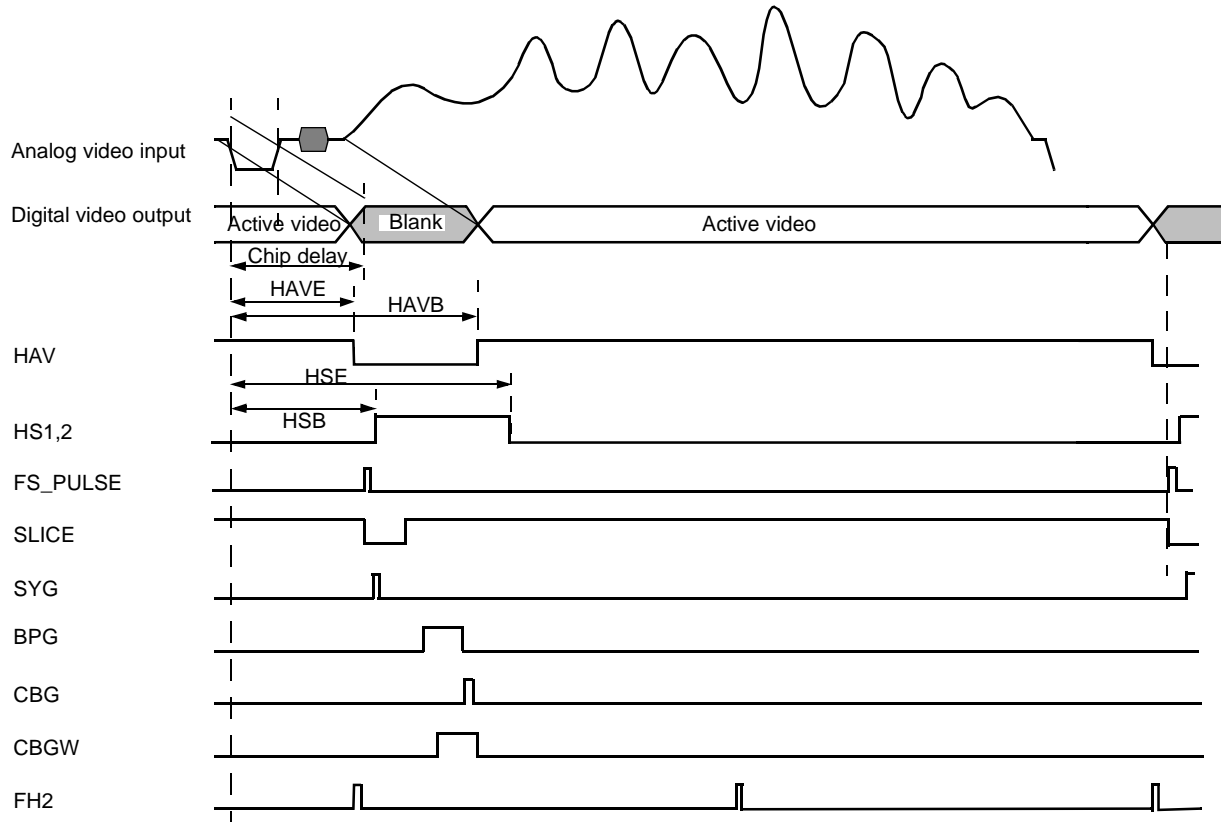 Analog video input
Digital video output
Active video
Blank
Active video
Chip delay
HAVE
HAVB
HAV
HSE
HSB
HS1,2
FS_PULSE
SLICE
SYG
BPG
CBG
CBGW
FH2